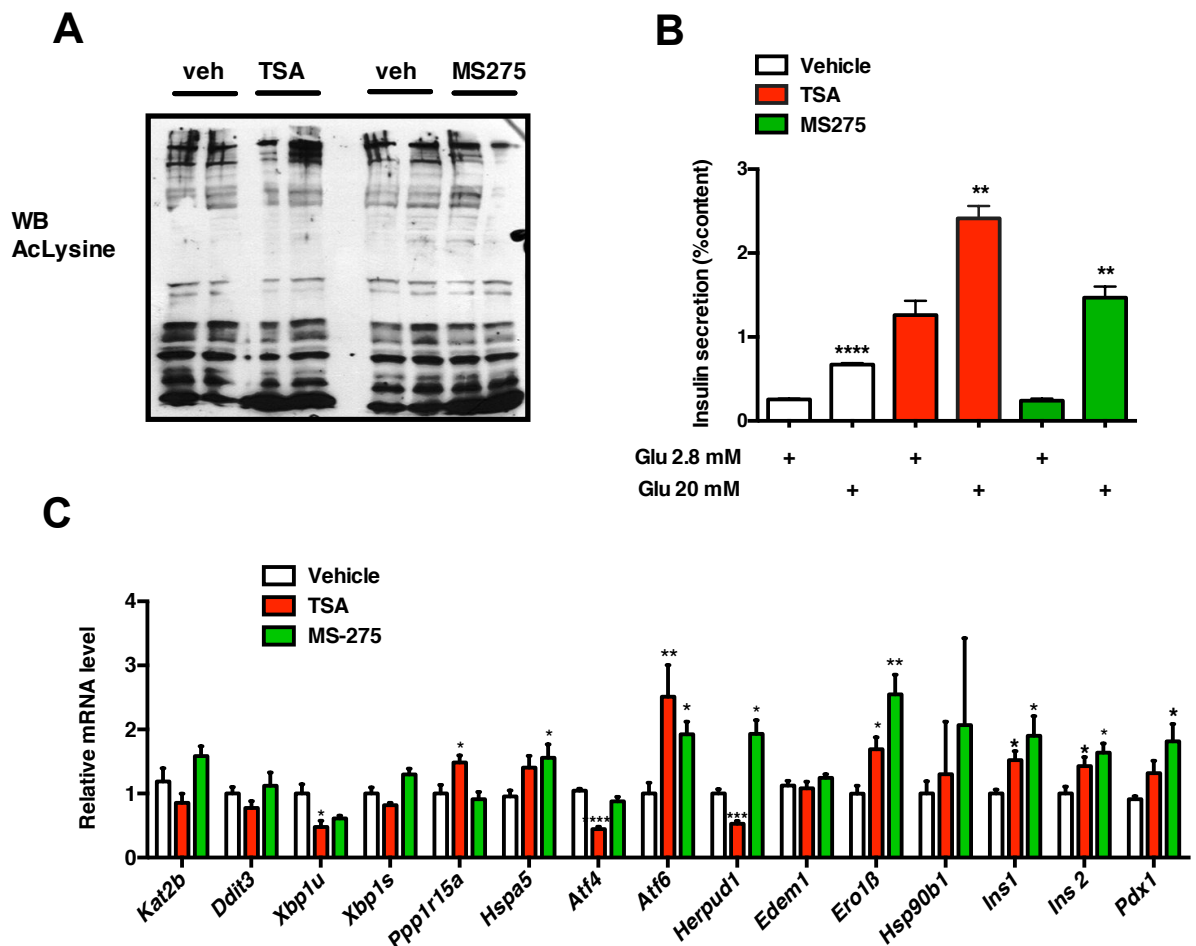 A
veh TSA veh MS275
WB
AcLysine
B
Vehicle
TSA
MS275
Insulin secretion (%content)
3
2
1
0
**** ** **
Glu 2.8 mM + + +
Glu 20 mM + + +
C
Vehicle
TSA
MS-275
Relative mRNA level
4
3
2
1
0
* * * **** ** * *** * * ** * * * * *
Kat2b Ddit3 Xbp1u Xbp1s Ppp1r15a Hspa5 Atf4 Atf6 Herpud1 Edem1 Ero1ß Hsp90b1 Ins1 Ins 2 Pdx1